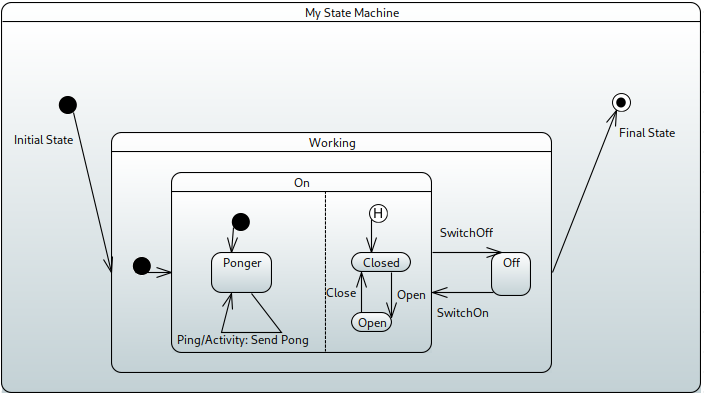 My State Machine
Initial State
Final State
Working
On
H
SwitchOff
Ponger
Closed
Off
Close
Open
SwitchOn
Open
Ping/Activity: Send Pong